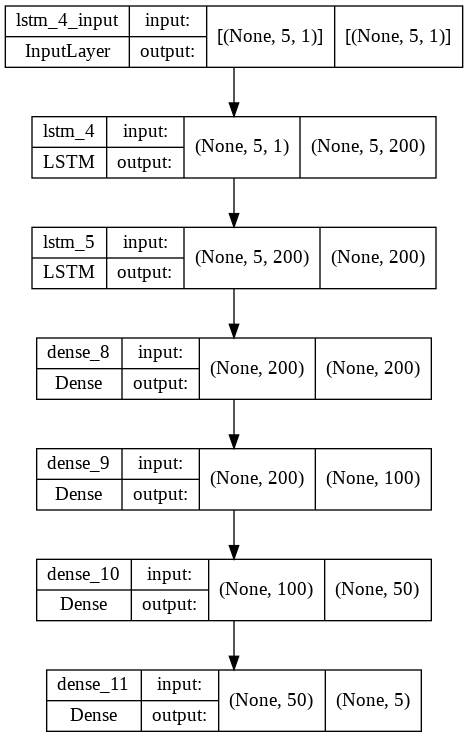 lstm_4_input input: [(None, 5, 1)] [(None, 5, 1)]
InputLayer output:
lstm_4 input: (None, 5, 1) (None, 5, 200)
LSTM output:
lstm_5 input: (None, 5, 200) (None, 200)
LSTM output:
dense_8 input: (None, 200) (None, 200)
Dense output:
dense_9 input: (None, 200) (None, 100)
Dense output:
dense_10 input: (None, 100) (None, 50)
Dense output:
dense_11 input: (None, 50) (None, 5)
Dense output: